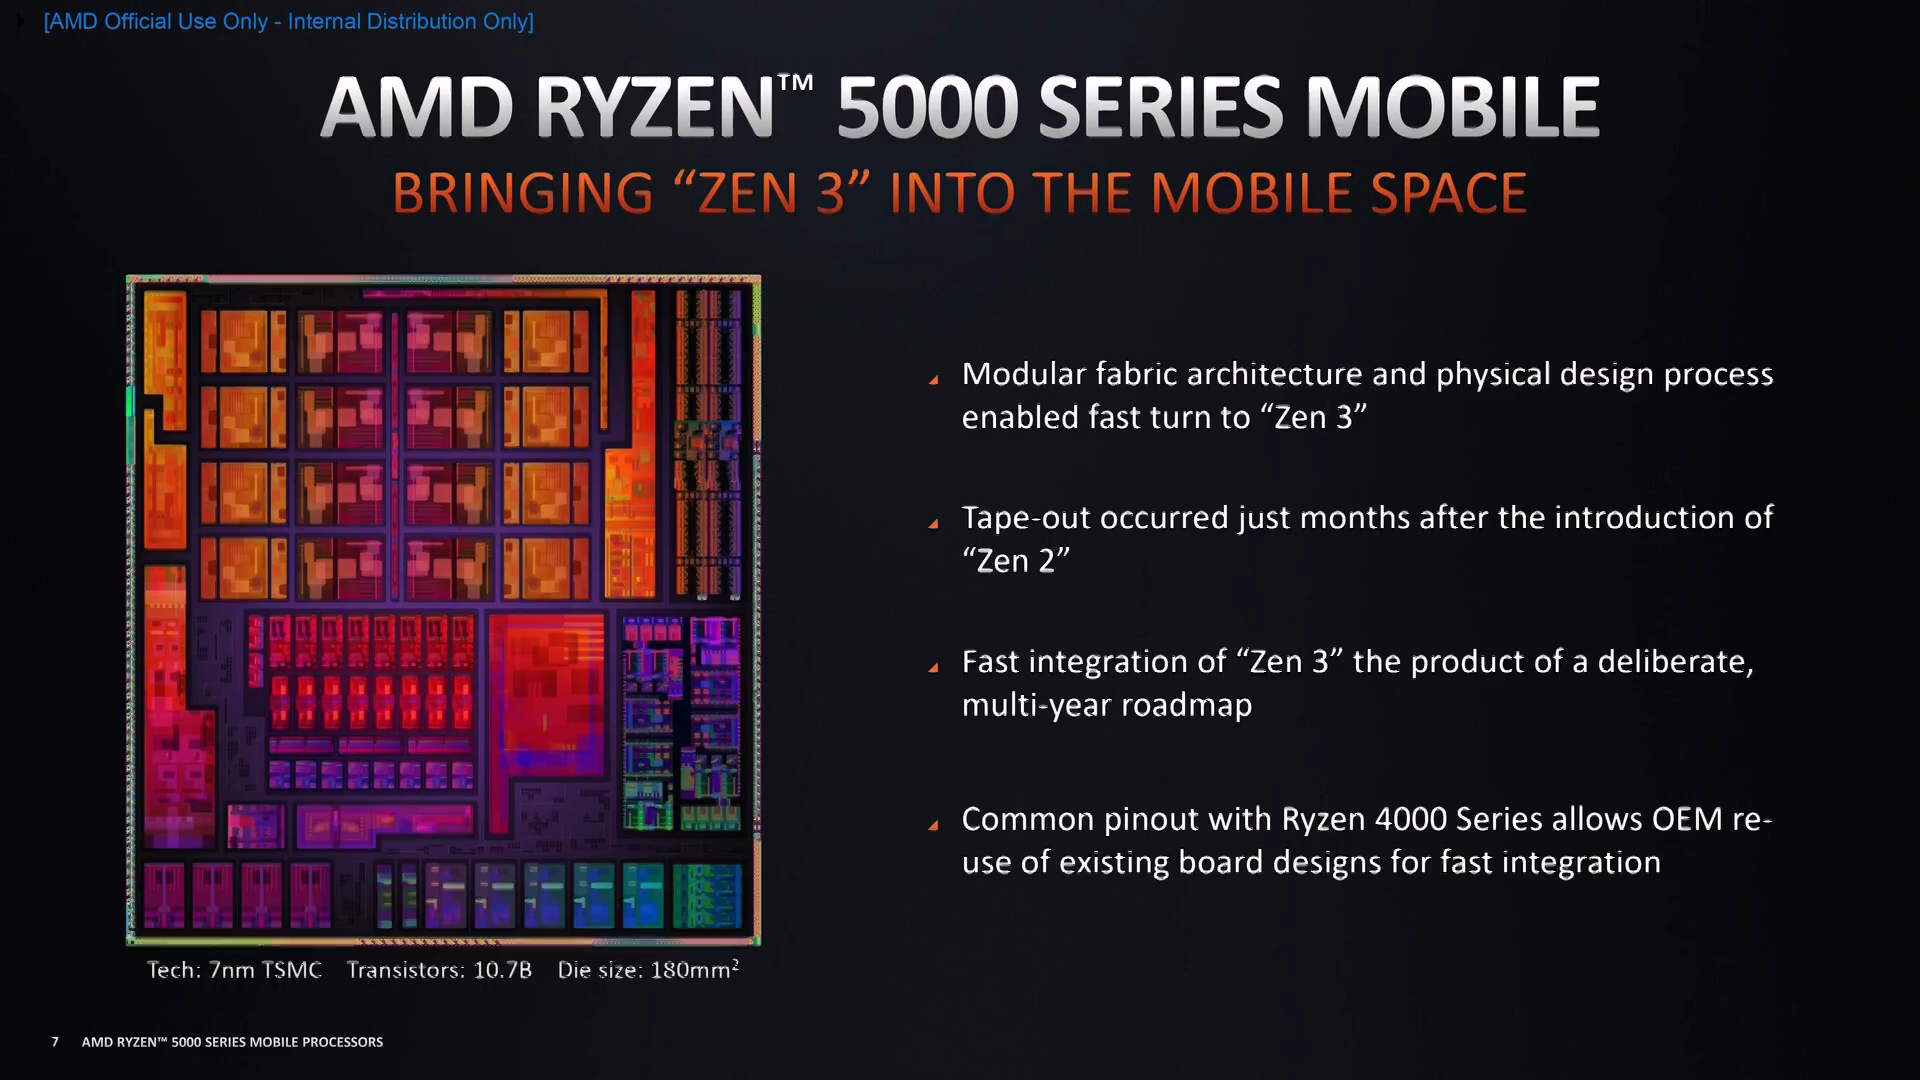 [AMD Official Use Only - Internal Distribution Only]
AMD RYZEN™ 5000 SERIES MOBILE
BRINGING “ZEN 3” INTO THE MOBILE SPACE
Modular fabric architecture and physical design process
enabled fast turn to “Zen 3”
Tape-out occurred just months after the introduction of
“Zen 2”
Fast integration of “Zen 3” the product of a deliberate,
multi-year roadmap
Common pinout with Ryzen 4000 Series allows OEM re-
use of existing board designs for fast integration
Tech: 7nm TSMC Transistors: 10.7B Die size: 180mm²
7 AMD RYZEN™ 5000 SERIES MOBILE PROCESSORS